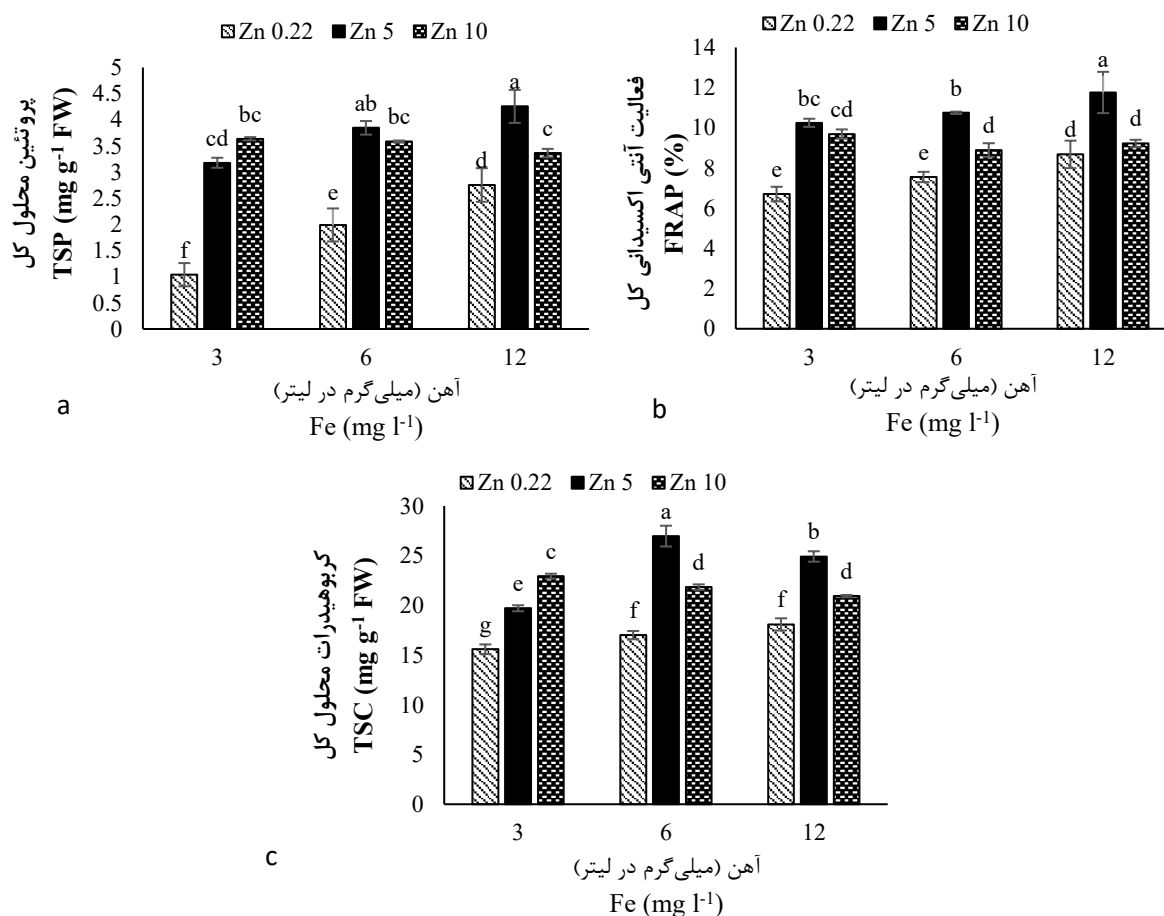 Zn 0.22 Zn 5 Zn 10
پروتئین محلول کل
TSP (mg g-1 FW)
5
4.5
4
3.5
3
2.5
2
1.5
1
0.5
0
f cd bc
e ab bc
d a c
3 6 12
آهن (میلی‌گرم در لیتر)
Fe (mg l-1)
a
Zn 0.22 Zn 5 Zn 10
فعالیت آنتی اکسیدانی کل
FRAP (%)
14
12
10
8
6
4
2
0
e bc cd
e b d
d a d
3 6 12
آهن (میلی‌گرم در لیتر)
Fe (mg l-1)
b
Zn 0.22 Zn 5 Zn 10
کربوهیدرات محلول کل
TSC (mg g-1 FW)
30
25
20
15
10
5
0
g e c
f a d
f b d
3 6 12
آهن (میلی‌گرم در لیتر)
Fe (mg l-1)
c